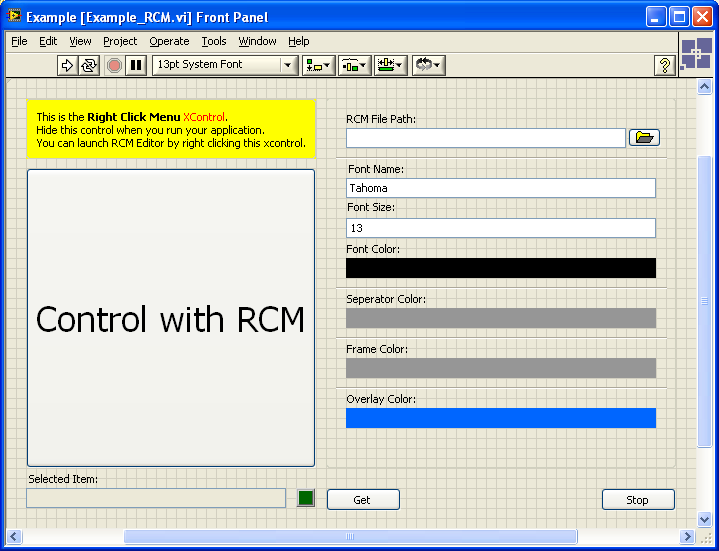 Example [Example_RCM.vi] Front Panel
File Edit View Project Operate Tools Window Help
13pt System Font
?
This is the Right Click Menu XControl.
Hide this control when you run your application.
You can launch RCM Editor by right clicking this xcontrol.
Control with RCM
RCM File Path:
Font Name:
Tahoma
Font Size:
13
Font Color:
Seperator Color:
Frame Color:
Overlay Color:
Selected Item:
Get
Stop